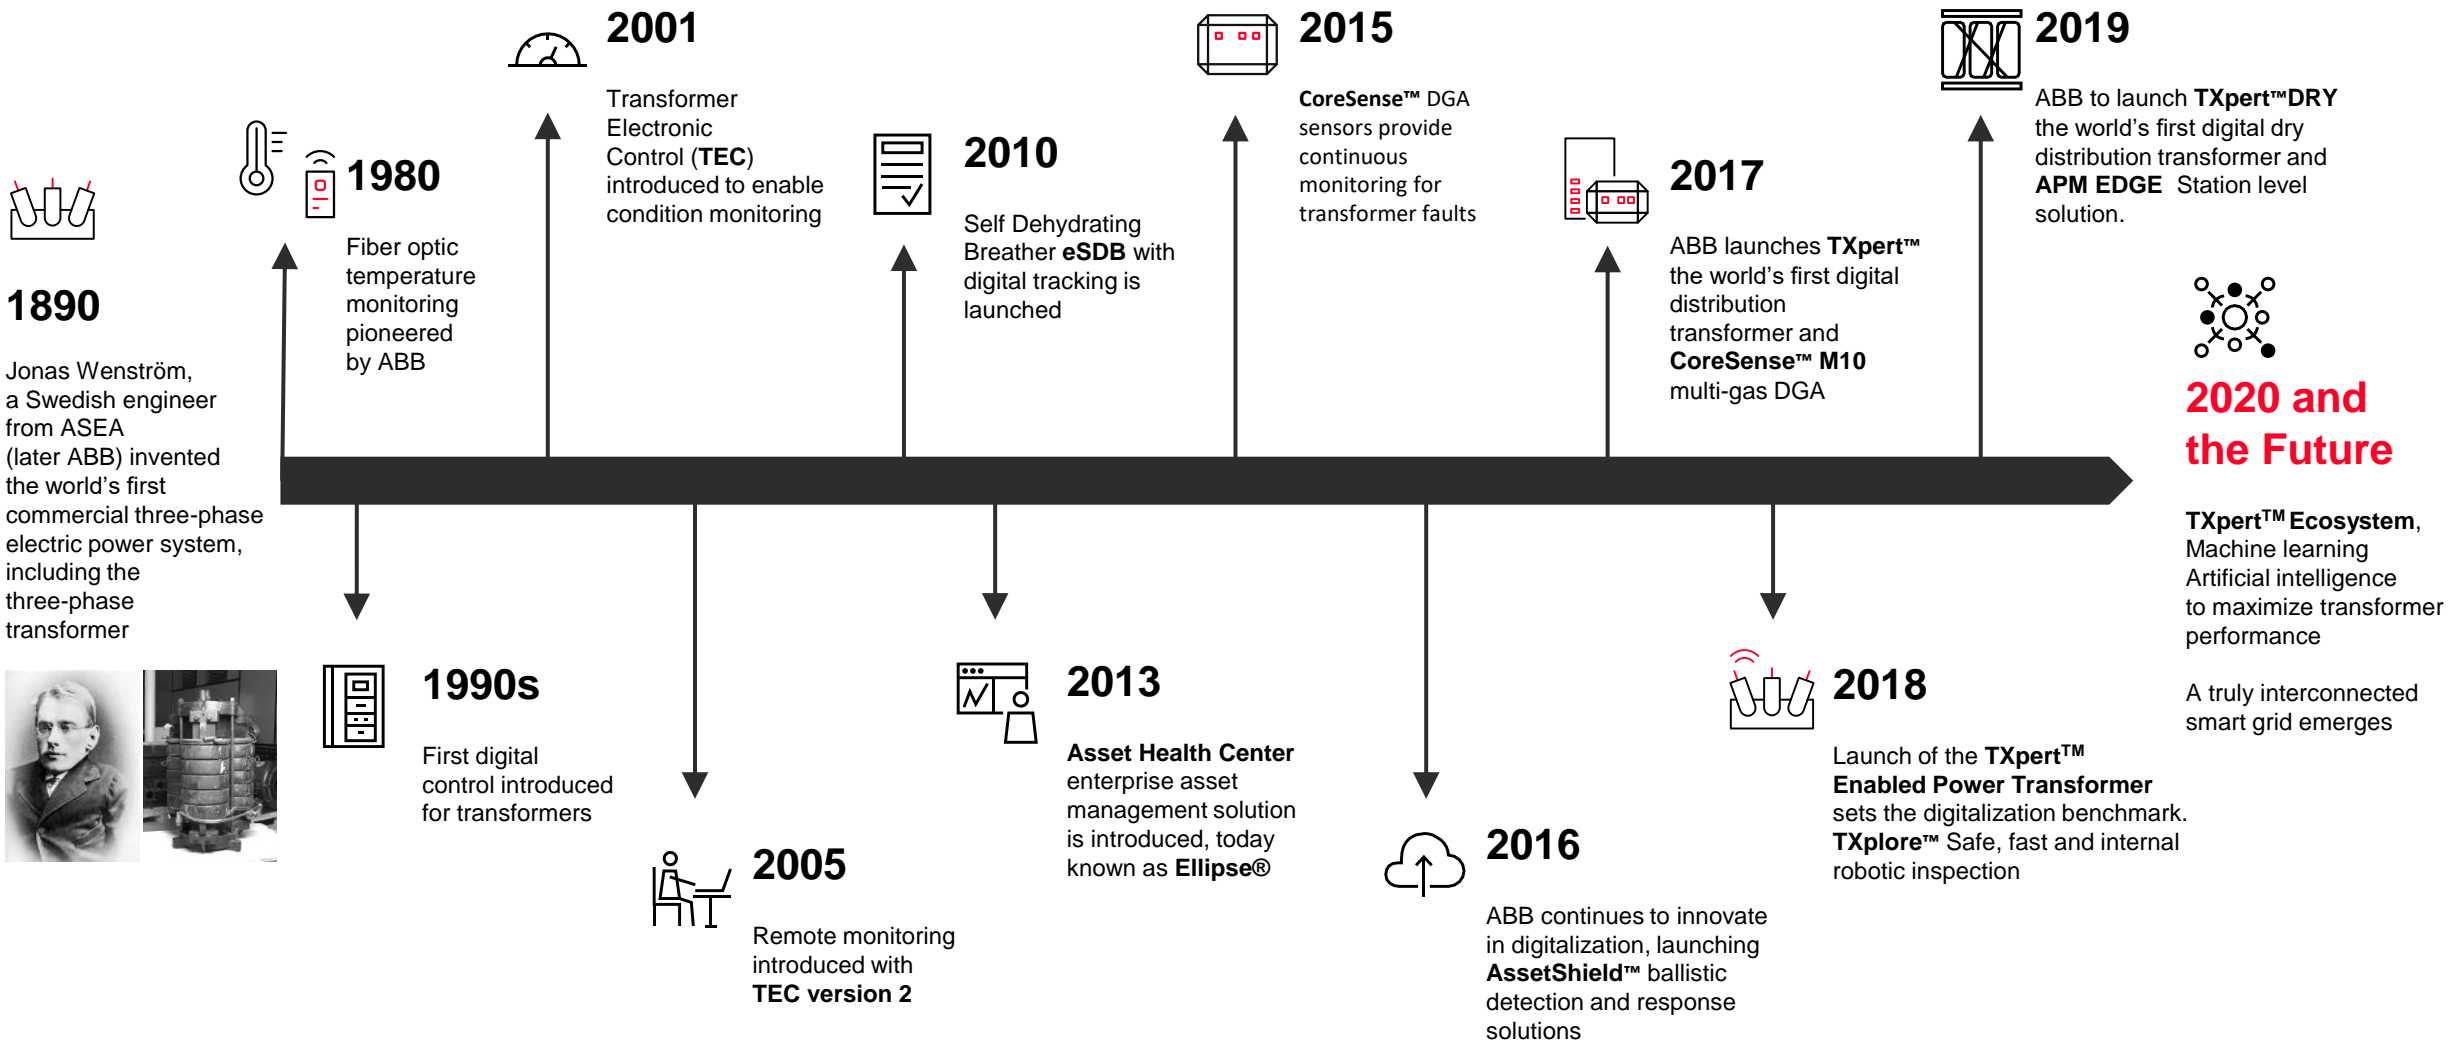 1890
Jonas Wenström,
a Swedish engineer
from ASEA
(later ABB) invented
the world's first
commercial three-phase
electric power system,
including the
three-phase
transformer
1980
Fiber optic
temperature
monitoring
pioneered
by ABB
1990s
First digital
control introduced
for transformers
2001
Transformer
Electronic
Control (TEC)
introduced to enable
condition monitoring
2005
Remote monitoring
introduced with
TEC version 2
2010
Self Dehydrating
Breather eSDB with
digital tracking is
launched
2013
Asset Health Center
enterprise asset
management solution
is introduced, today
known as Ellipse®
2015
CoreSense™ DGA
sensors provide
continuous
monitoring for
transformer faults
2016
ABB continues to innovate
in digitalization, launching
AssetShield™ ballistic
detection and response
solutions
2017
ABB launches TXpert™
the world's first digital
distribution
transformer and
CoreSense™ M10
multi-gas DGA
2018
Launch of the TXpert™
Enabled Power Transformer
sets the digitalization benchmark.
TXplore™ Safe, fast and internal
robotic inspection
2019
ABB to launch TXpert™DRY
the world's first digital dry
distribution transformer and
APM EDGE Station level
solution.
2020 and
the Future
TXpert™ Ecosystem,
Machine learning
Artificial intelligence
to maximize transformer
performance
A truly interconnected
smart grid emerges